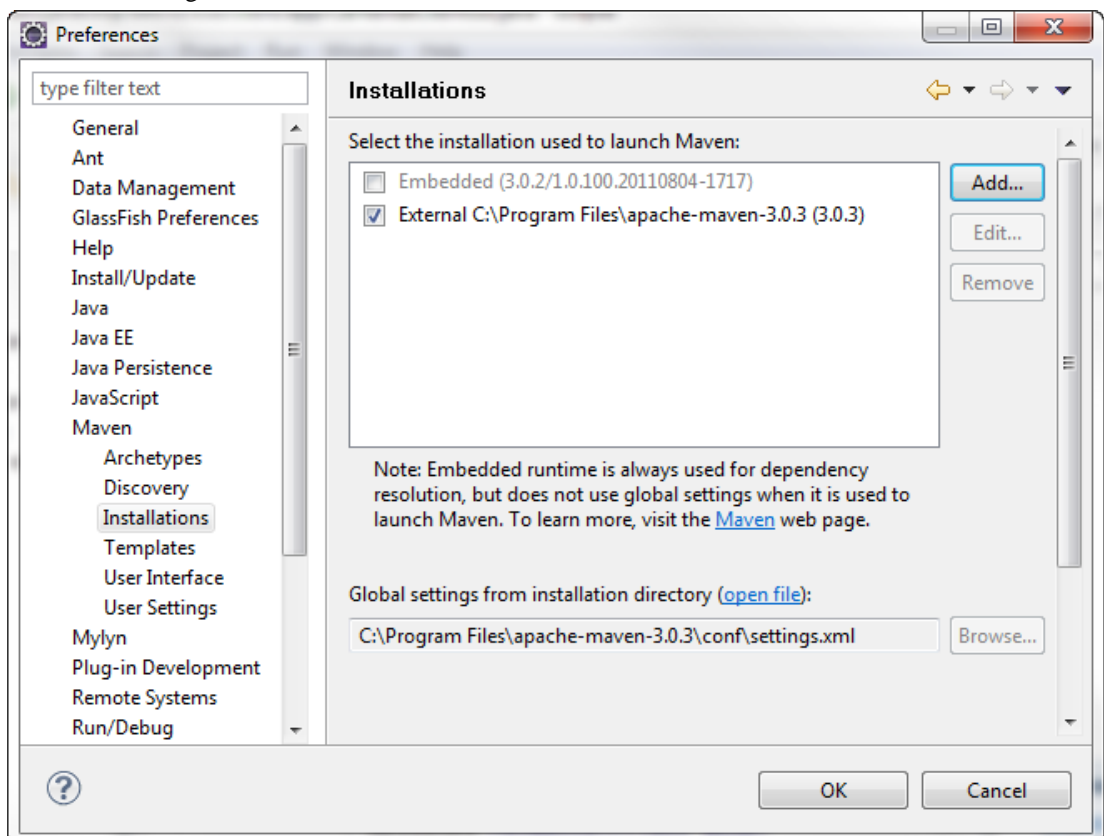 Preferences
type filter text
General
Ant
Data Management
GlassFish Preferences
Help
Install/Update
Java
Java EE
Java Persistence
JavaScript
Maven
Archetypes
Discovery
Installations
Templates
User Interface
User Settings
Mylyn
Plug-in Development
Remote Systems
Run/Debug
Installations
Select the installation used to launch Maven:
Embedded (3.0.2/1.0.100.20110804-1717)
External C:\Program Files\apache-maven-3.0.3 (3.0.3)
Add...
Edit...
Remove
Note: Embedded runtime is always used for dependency
resolution, but does not use global settings when it is used to
launch Maven. To learn more, visit the Maven web page.
Global settings from installation directory (open file):
C:\Program Files\apache-maven-3.0.3\conf\settings.xml
Browse...
OK
Cancel